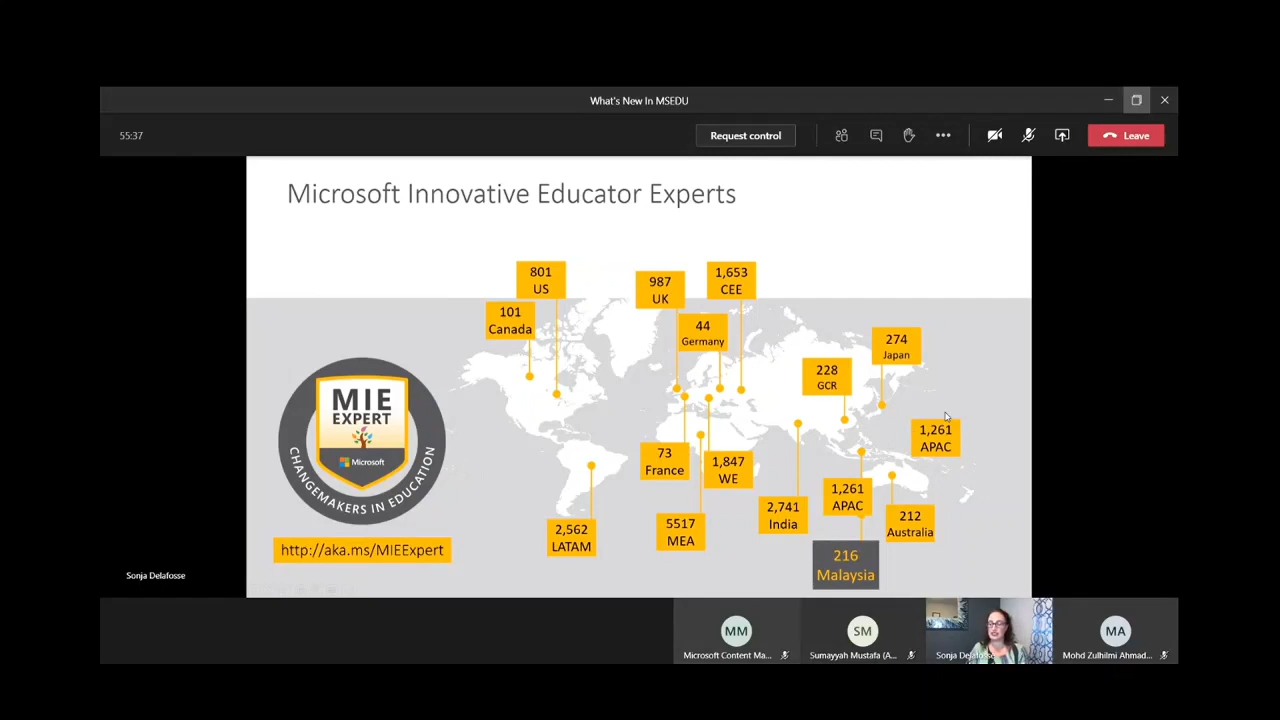 What's New In MSEDU
55:37
Request control
Leave
Microsoft Innovative Educator Experts
801
US
987
UK
1,653
CEE
101
Canada
44
Germany
274
Japan
228
GCR
1,261
APAC
73
France
1,847
WE
2,741
India
1,261
APAC
212
Australia
2,562
LATAM
5517
MEA
216
Malaysia
MIE
EXPERT
Microsoft
CHANGEMAKERS IN EDUCATION
http://aka.ms/MIEExpert
Sonja Delafosse
MM
SM
MA
Microsoft Content Ma...
Sumayyah Mustafa (A...
Sonja Delafosse
Mohd Zulhilmi Ahmad...